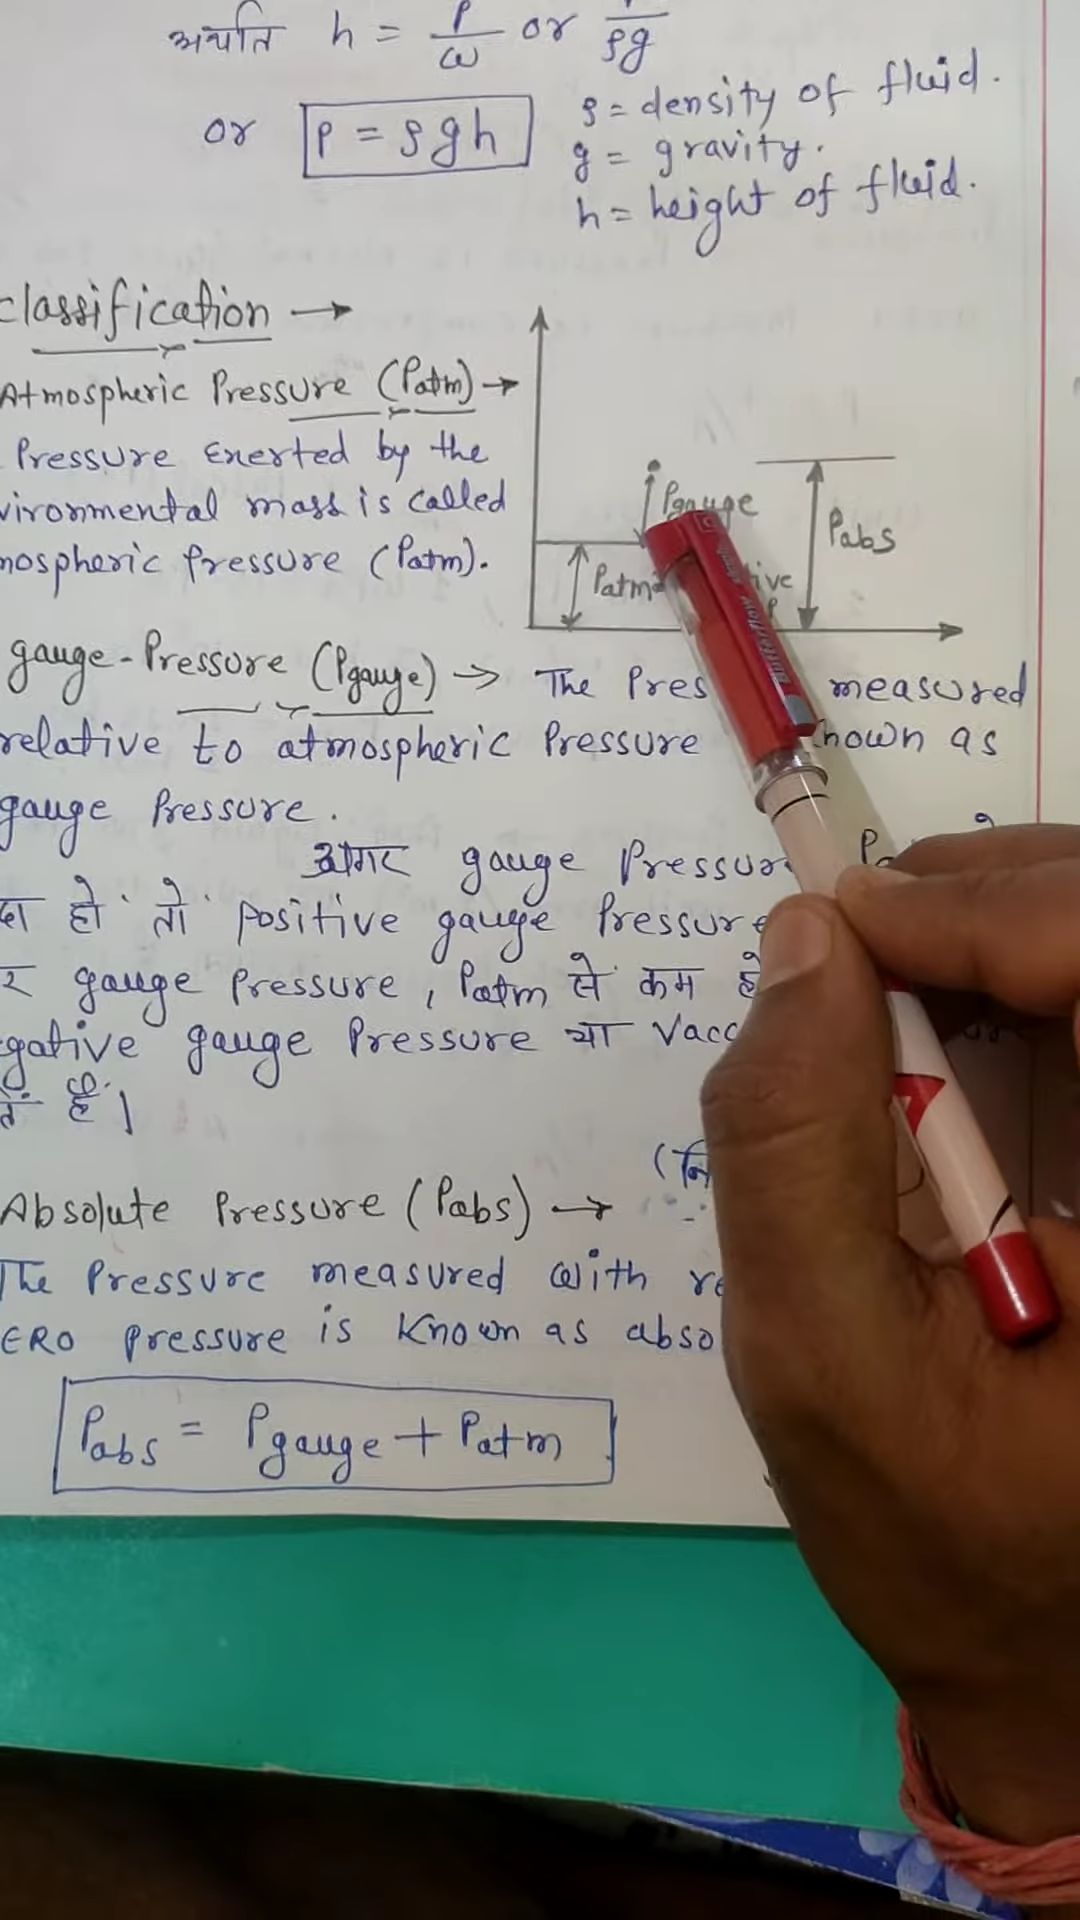 अर्थात h = P/ω or P/ρg
or P = ρgh
ρ = density of fluid.
g = gravity.
h = height of fluid.
classification →
Atmospheric Pressure (Patm) →
Pressure Exerted by the
vironmental mass is called
mospheric Pressure (Patm).
Pgauge
Patm
tive
Pabs
gauge-Pressure (Pgauge) → The Pres measured
relative to atmospheric Pressure nown as
gauge Pressure.
अगर gauge Pressur
दा हो तो positive gauge Pressure
र gauge Pressure, Patm से कम
gative gauge Pressure या Vacc
हैं।
Absolute Pressure (Pabs) →
The Pressure measured with re
ERO pressure is Known as abso
Pabs = Pgauge + Patm